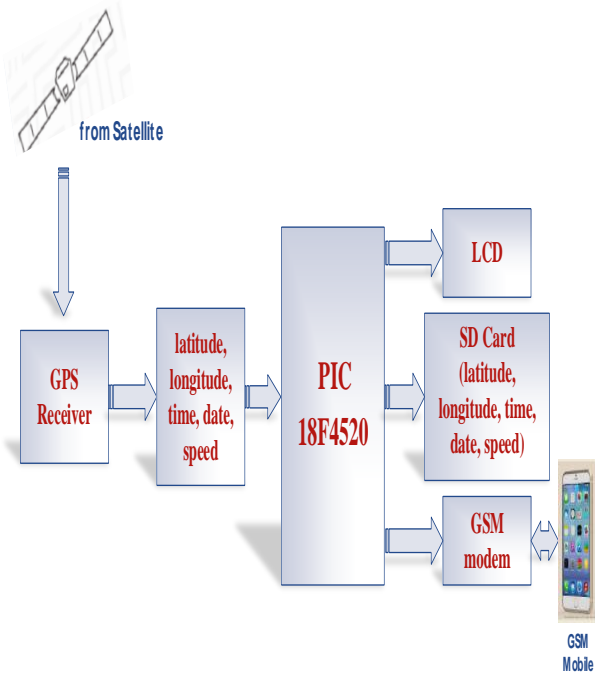 from Satellite
GPS
Receiver
latitude,
longitude,
time, date,
speed
PIC
18F4520
LCD
SD Card
(latitude,
longitude, time,
date, speed)
GSM
modem
GSM
Mobile